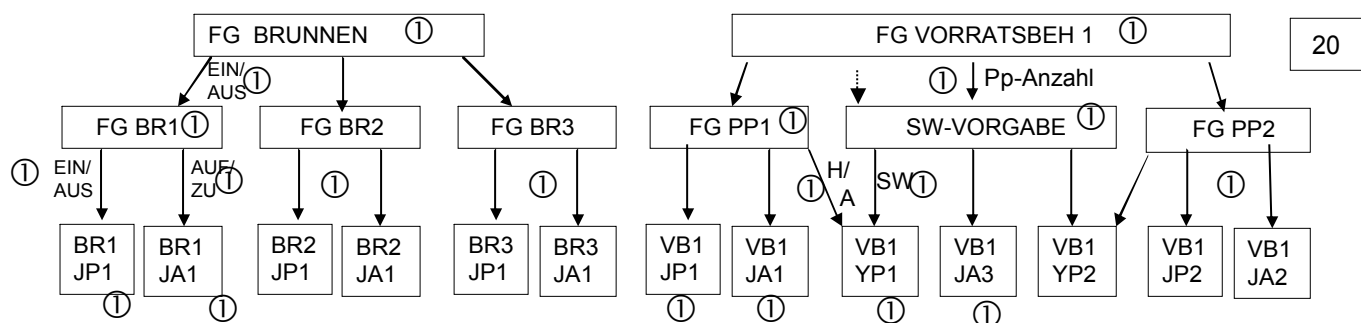 FG BRUNNEN ①
FG VORRATSBEH 1 ①
20
EIN/
AUS ①
① Pp-Anzahl
FG BR1 ①
FG BR2
FG BR3
FG PP1 ①
SW-VORGABE ①
FG PP2
① EIN/
AUS
AUF/
ZU ①
①
①
① H/
A
SW ①
①
BR1
JP1 ①
BR1
JA1 ①
BR2
JP1
BR2
JA1
BR3
JP1
BR3
JA1
VB1
JP1
①
VB1
JA1
①
VB1
YP1
①
VB1
JA3
①
VB1
YP2
VB1
JP2
VB1
JA2